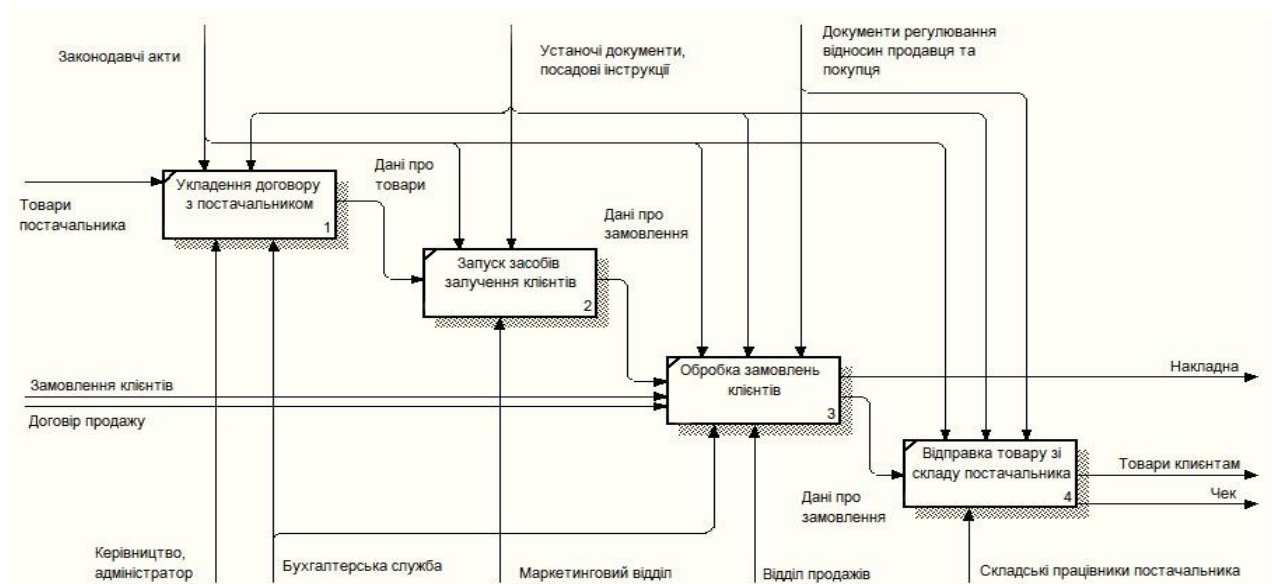 Законодавчі акти
Устаночі документи,
посадові інструкції
Документи регулювання
відносин продавця та
покупця
Товари
постачальника
Укладення договору
з постачальником
1
Дані про
товари
Запуск засобів
залучення клієнтів
2
Дані про
замовлення
Замовлення клієнтів
Договір продажу
Обробка замовлень
клієнтів
3
Накладна
Дані про
замовлення
Відправка товару зі
складу постачальника
4
Товари клиєнтам
Чек
Керівництво,
адміністратор
Бухгалтерська служба
Маркетинговий відділ
Відділ продажів
Складські працівники постачальника